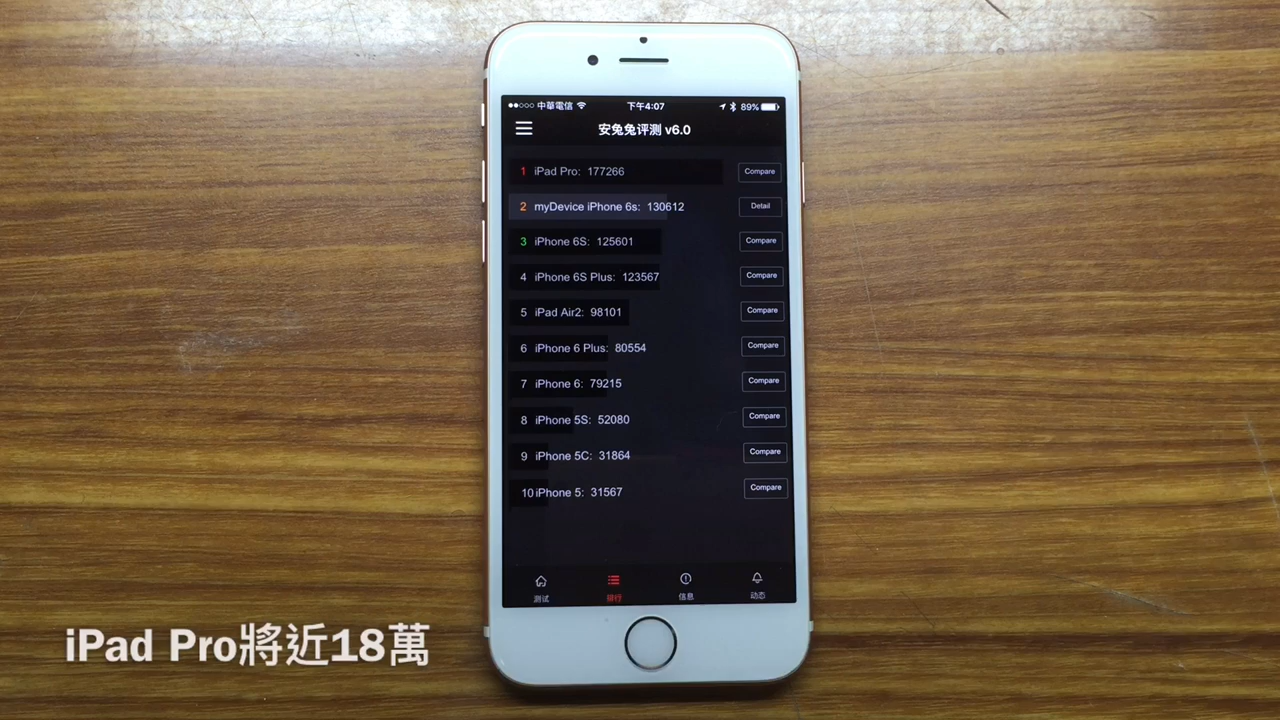 中華電信 下午4:07 89%
安兔兔评测 v6.0
1 iPad Pro: 177266 Compare
2 myDevice iPhone 6s: 130612 Detail
3 iPhone 6S: 125601 Compare
4 iPhone 6S Plus: 123567 Compare
5 iPad Air2: 98101 Compare
6 iPhone 6 Plus: 80554 Compare
7 iPhone 6: 79215 Compare
8 iPhone 5S: 52080 Compare
9 iPhone 5C: 31864 Compare
10 iPhone 5: 31567 Compare
测试 排行 信息 动态
iPad Pro將近18萬